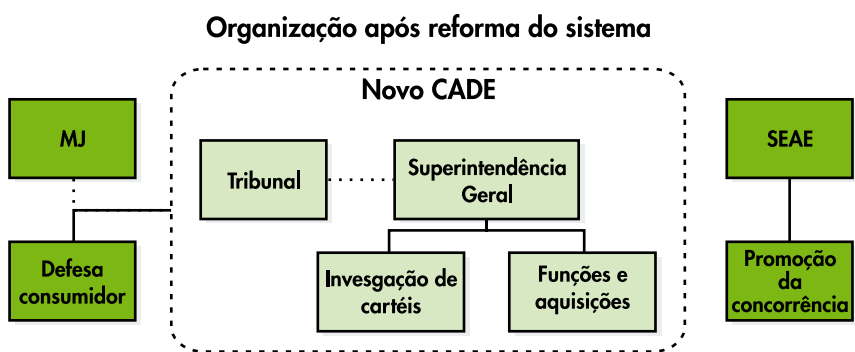 Organização após reforma do sistema
Novo CADE
MJ
Tribunal
Superintendência
Geral
SEAE
Defesa
consumidor
Invesgação de
cartéis
Funções e
aquisições
Promoção
da
concorrência